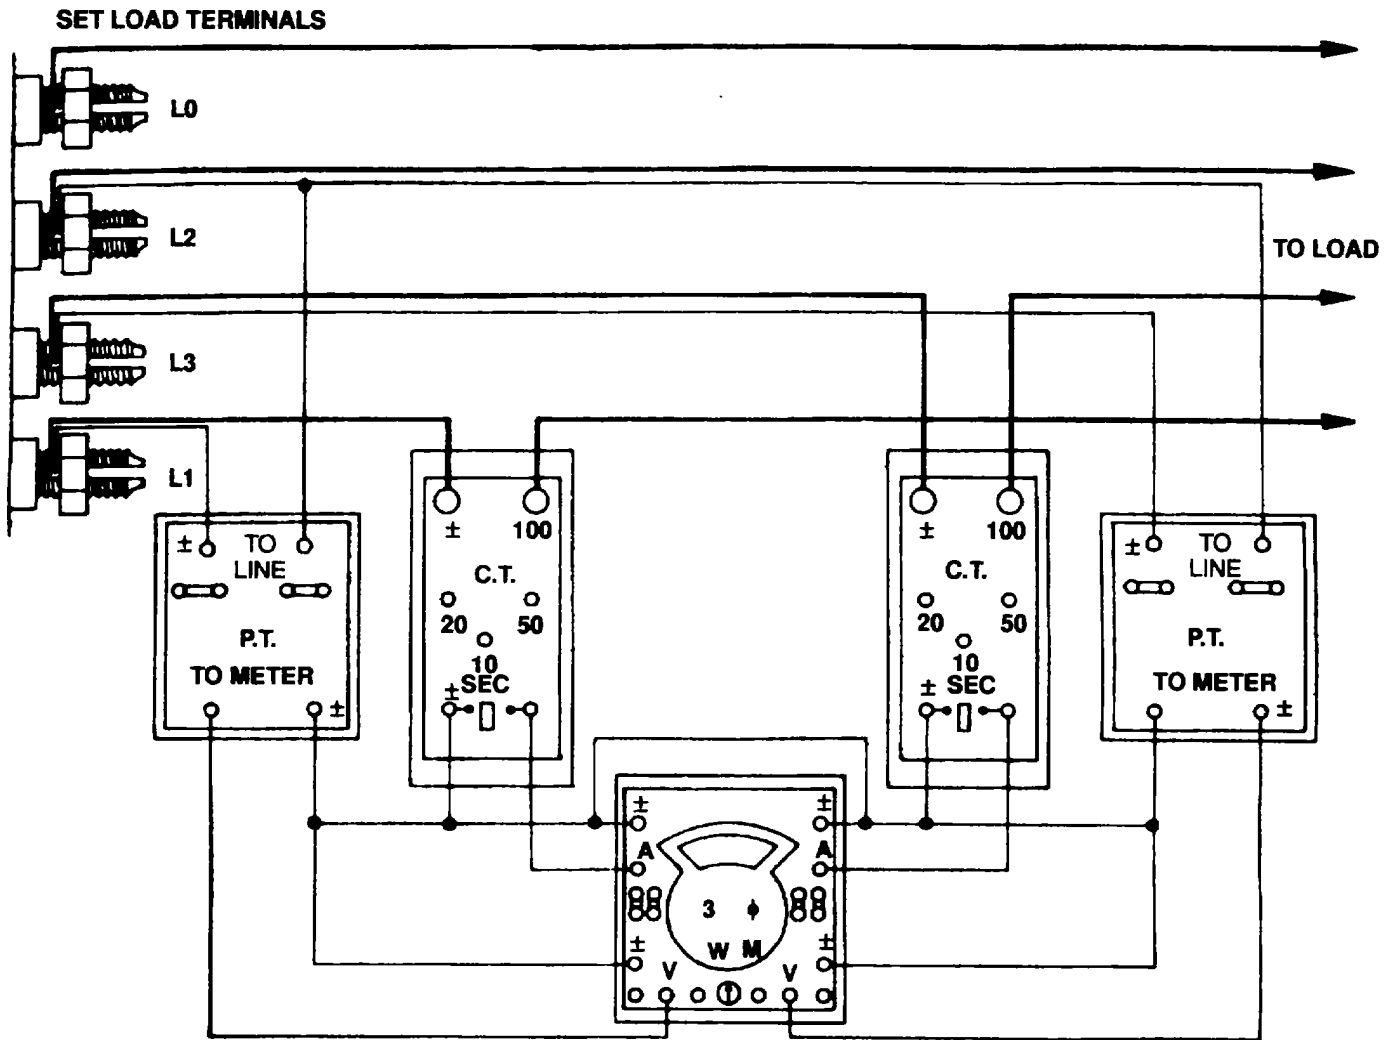 SET LOAD TERMINALS
L0
L2
TO LOAD
L3
L1
± TO LINE
P.T.
TO METER
±
± 100
C.T.
20 50
10
± SEC
± 100
C.T.
20 50
10
± SEC
± TO LINE
P.T.
TO METER
±
± ±
A A
3 ϕ
W M
± ±
V V